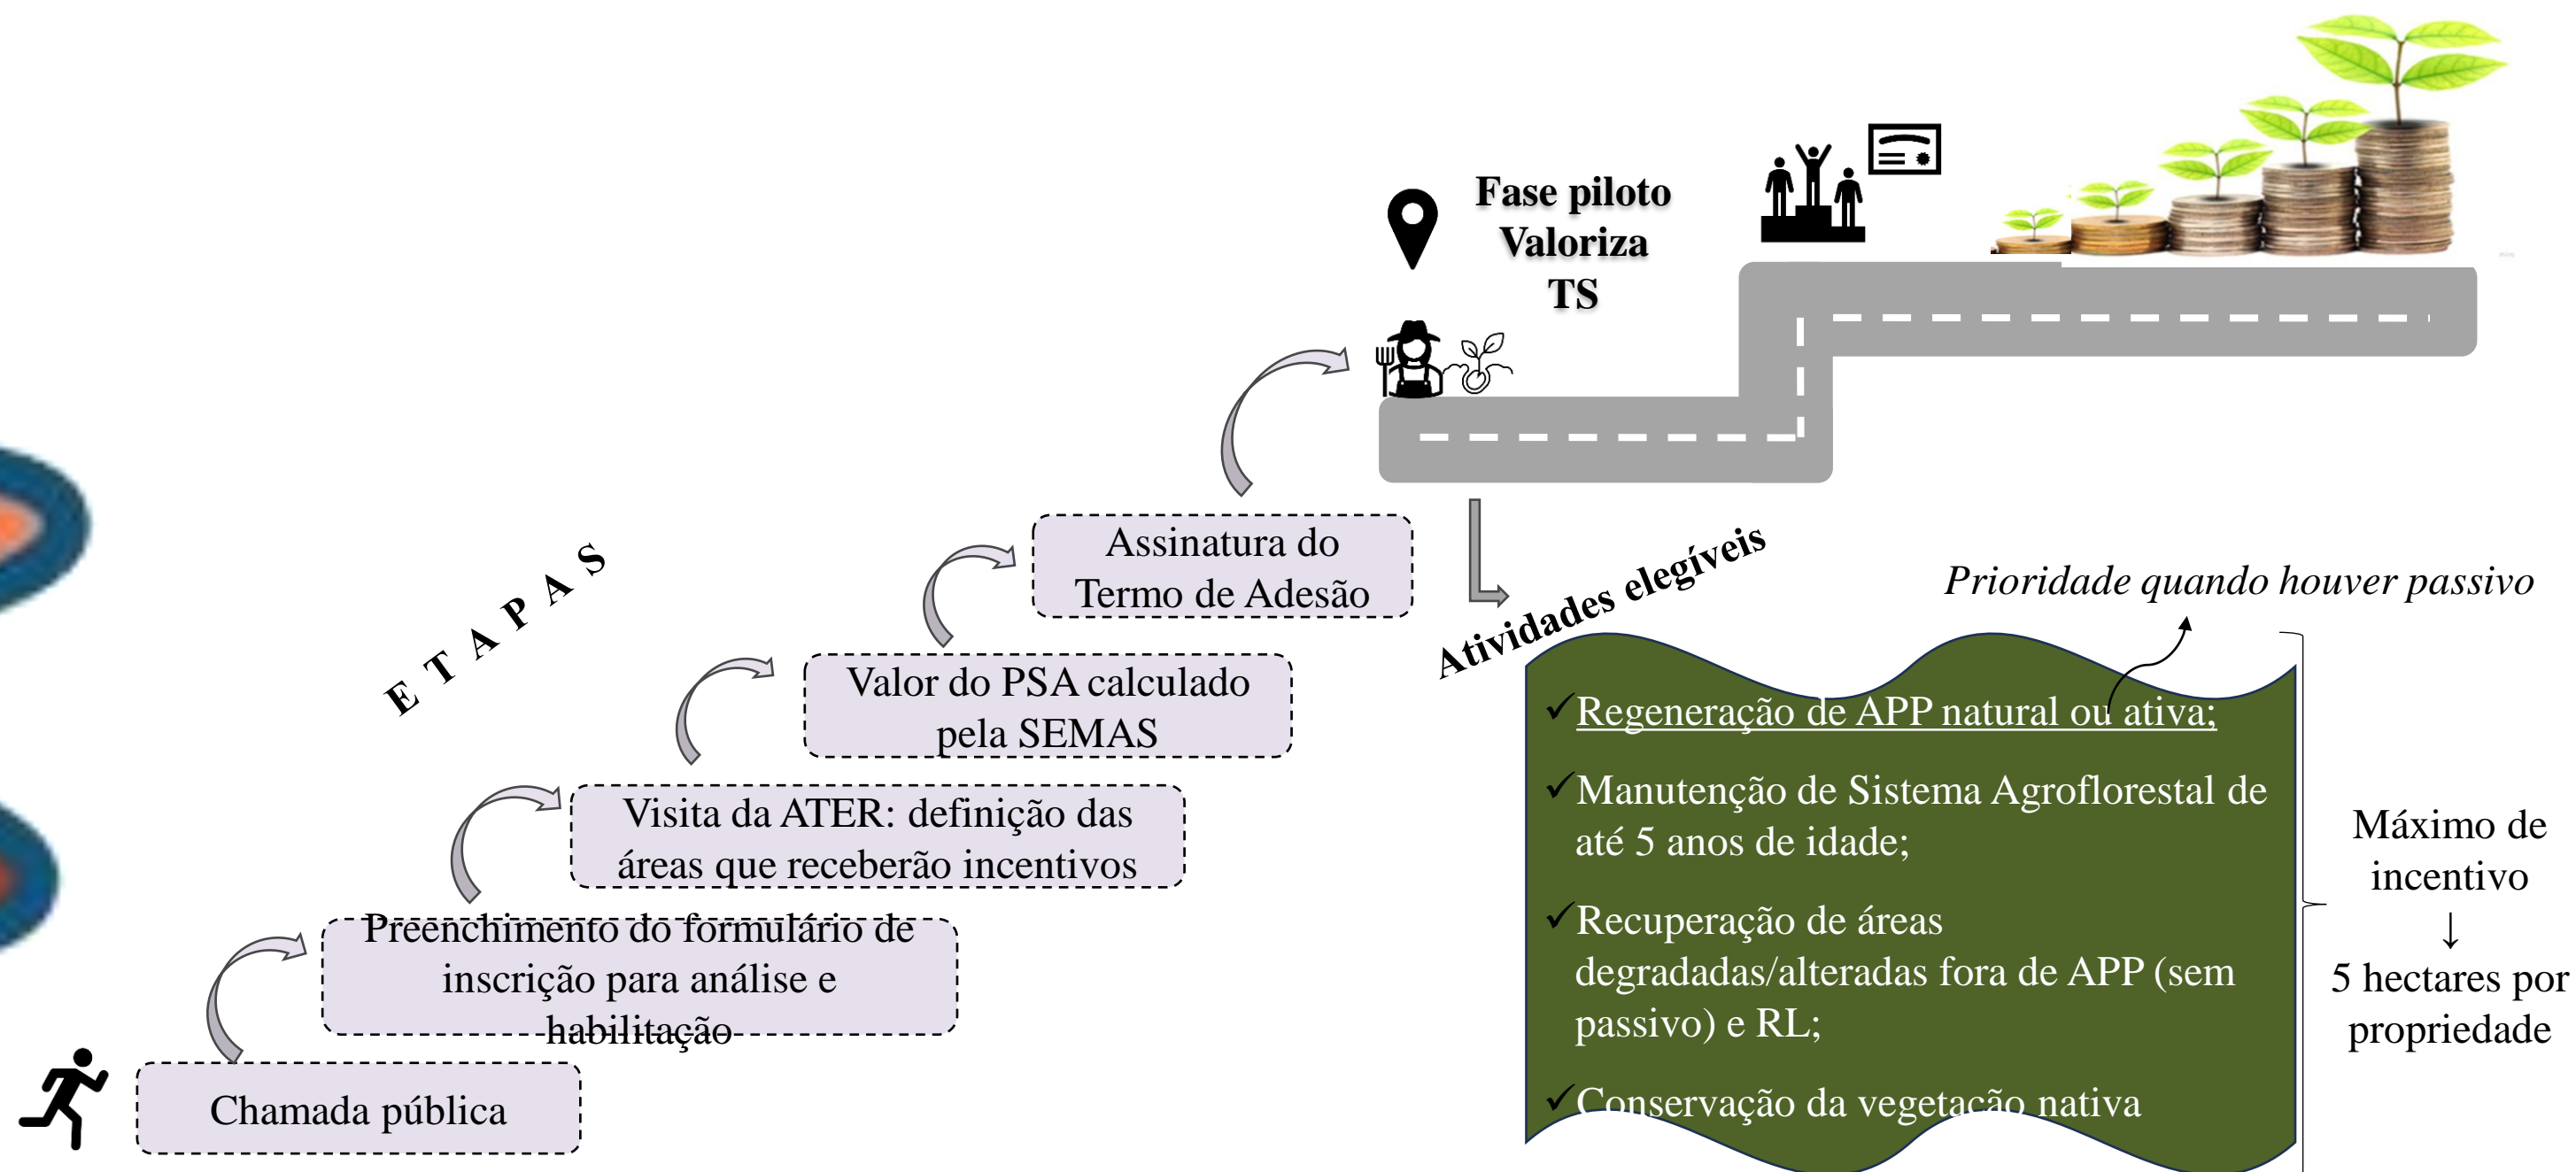 Fase piloto
Valoriza
TS
E T A P A S
Assinatura do
Termo de Adesão
Valor do PSA calculado
pela SEMAS
Visita da ATER: definição das
áreas que receberão incentivos
Preenchimento do formulário de
inscrição para análise e
habilitação
Chamada pública
Atividades elegíveis
Prioridade quando houver passivo
✓Regeneração de APP natural ou ativa;
✓Manutenção de Sistema Agroflorestal de
até 5 anos de idade;
✓Recuperação de áreas
degradadas/alteradas fora de APP (sem
passivo) e RL;
✓Conservação da vegetação nativa
Máximo de
incentivo
↓
5 hectares por
propriedade